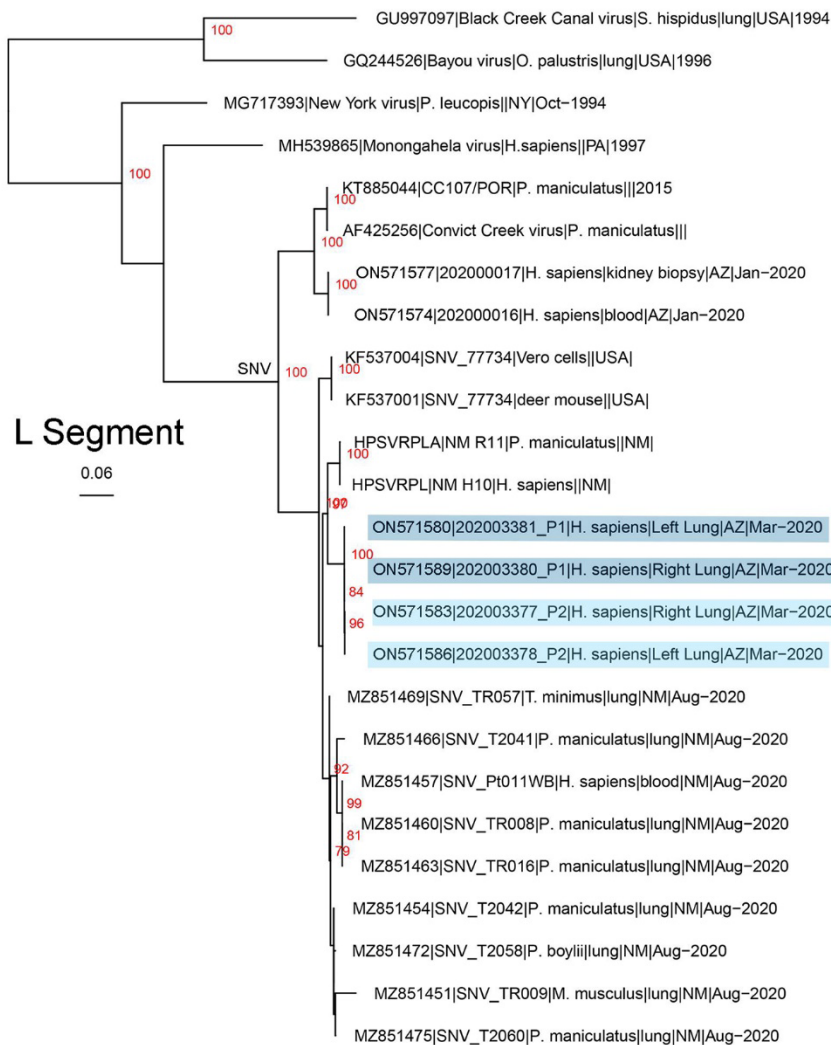 GU997097|Black Creek Canal virus|S. hispidus|lung|USA|1994
100
GQ244526|Bayou virus|O. palustris|lung|USA|1996
MG717393|New York virus|P. leucopis||NY|Oct−1994
MH539865|Monongahela virus|H.sapiens||PA|1997
100
KT885044|CC107/POR|P. maniculatus|||2015
100
AF425256|Convict Creek virus|P. maniculatus|||
100
ON571577|202000017|H. sapiens|kidney biopsy|AZ|Jan−2020
100
ON571574|202000016|H. sapiens|blood|AZ|Jan−2020
KF537004|SNV_77734|Vero cells||USA|
SNV 100 100
KF537001|SNV_77734|deer mouse||USA|
L Segment
HPSVRPLA|NM R11|P. maniculatus||NM|
100
0.06
HPSVRPL|NM H10|H. sapiens||NM|
100
97
ON571580|202003381_P1|H. sapiens|Left Lung|AZ|Mar−2020
100
ON571589|202003380_P1|H. sapiens|Right Lung|AZ|Mar−2020
84
ON571583|202003377_P2|H. sapiens|Right Lung|AZ|Mar−2020
96
ON571586|202003378_P2|H. sapiens|Left Lung|AZ|Mar−2020
MZ851469|SNV_TR057|T. minimus|lung|NM|Aug−2020
MZ851466|SNV_T2041|P. maniculatus|lung|NM|Aug−2020
92
MZ851457|SNV_Pt011WB|H. sapiens|blood|NM|Aug−2020
99
MZ851460|SNV_TR008|P. maniculatus|lung|NM|Aug−2020
81
79
MZ851463|SNV_TR016|P. maniculatus|lung|NM|Aug−2020
MZ851454|SNV_T2042|P. maniculatus|lung|NM|Aug−2020
MZ851472|SNV_T2058|P. boylii|lung|NM|Aug−2020
MZ851451|SNV_TR009|M. musculus|lung|NM|Aug−2020
MZ851475|SNV_T2060|P. maniculatus|lung|NM|Aug−2020